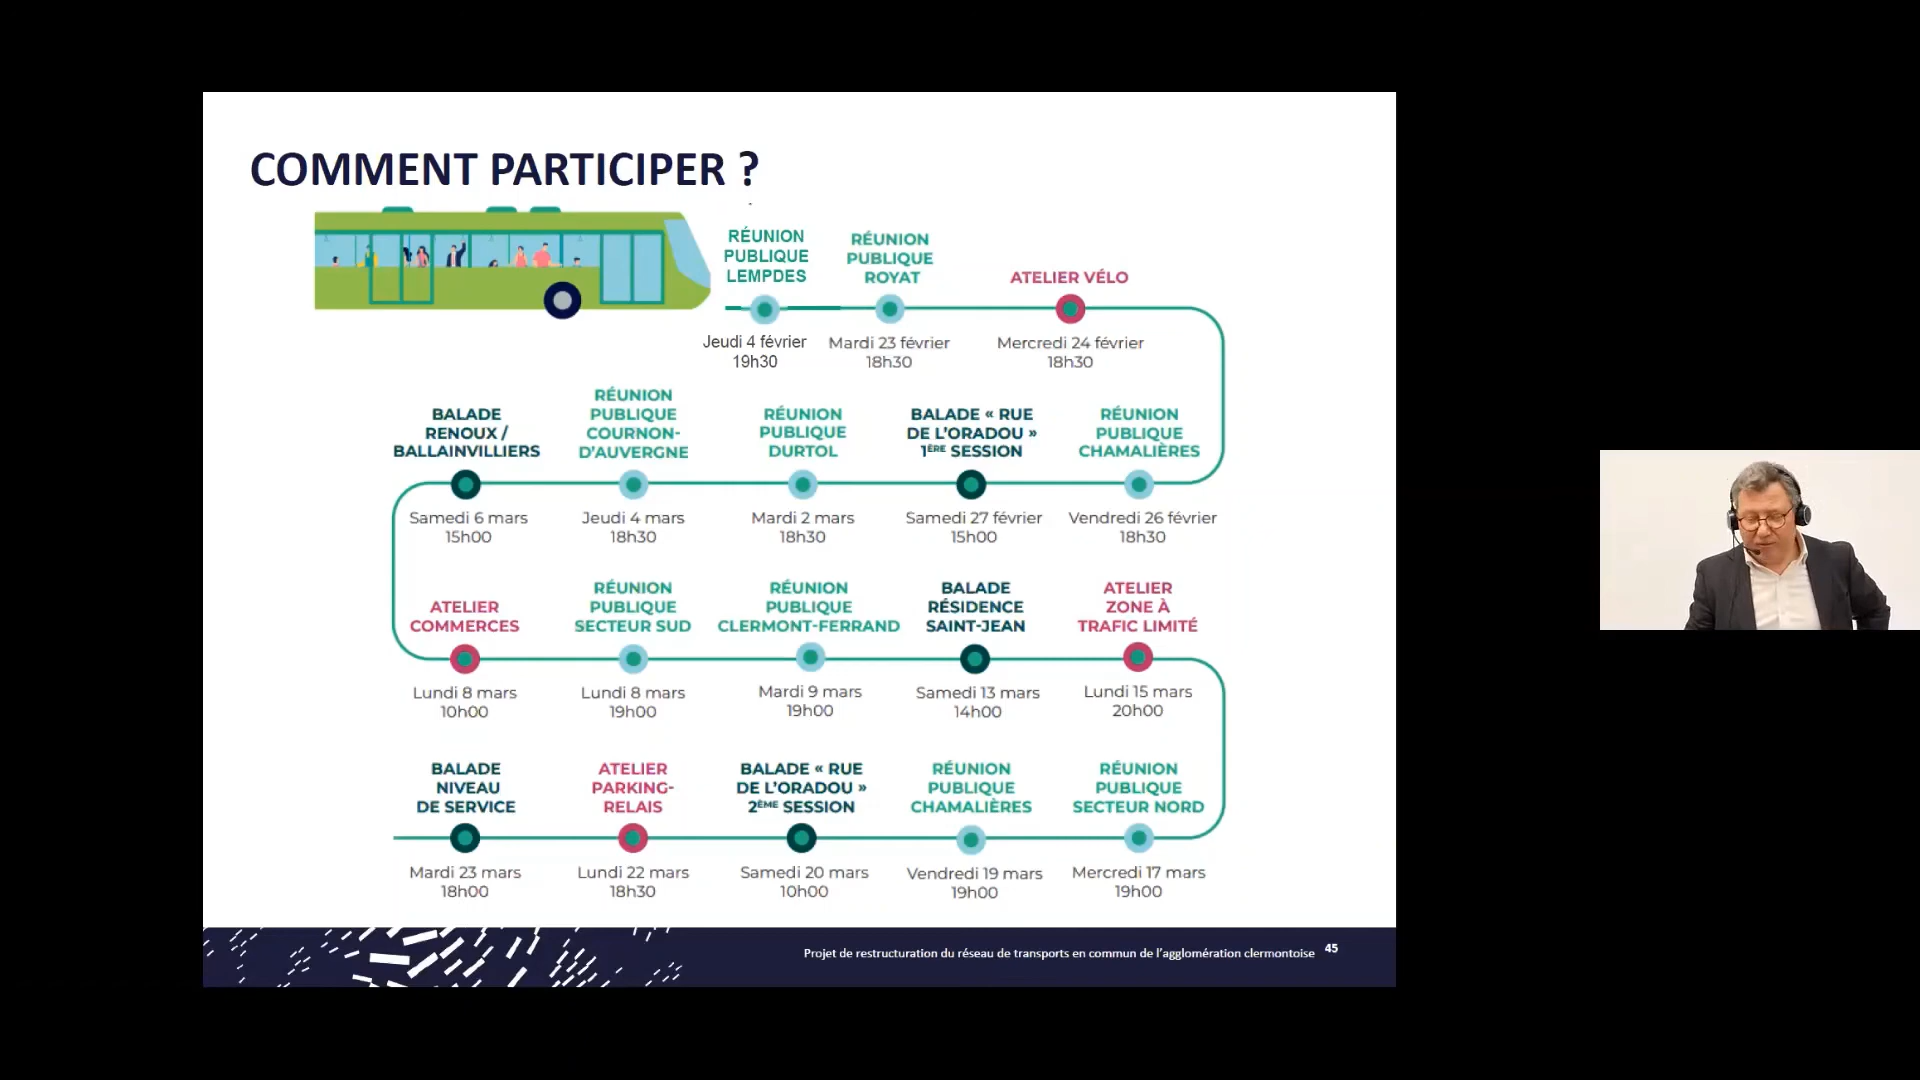 COMMENT PARTICIPER ?
RÉUNION
PUBLIQUE
LEMPDES
Jeudi 4 février
19h30
RÉUNION
PUBLIQUE
ROYAT
Mardi 23 février
18h30
ATELIER VÉLO
Mercredi 24 février
18h30
BALADE
RENOUX /
BALLAINVILLIERS
Samedi 6 mars
15h00
RÉUNION
PUBLIQUE
COURNON-
D'AUVERGNE
Jeudi 4 mars
18h30
RÉUNION
PUBLIQUE
DURTOL
Mardi 2 mars
18h30
BALADE « RUE
DE L'ORADOU »
1ÈRE SESSION
Samedi 27 février
15h00
RÉUNION
PUBLIQUE
CHAMALIÈRES
Vendredi 26 février
18h30
ATELIER
COMMERCES
Lundi 8 mars
10h00
RÉUNION
PUBLIQUE
SECTEUR SUD
Lundi 8 mars
19h00
RÉUNION
PUBLIQUE
CLERMONT-FERRAND
Mardi 9 mars
19h00
BALADE
RÉSIDENCE
SAINT-JEAN
Samedi 13 mars
14h00
ATELIER
ZONE À
TRAFIC LIMITÉ
Lundi 15 mars
20h00
BALADE
NIVEAU
DE SERVICE
Mardi 23 mars
18h00
ATELIER
PARKING-
RELAIS
Lundi 22 mars
18h30
BALADE « RUE
DE L'ORADOU »
2ÈME SESSION
Samedi 20 mars
10h00
RÉUNION
PUBLIQUE
CHAMALIÈRES
Vendredi 19 mars
19h00
RÉUNION
PUBLIQUE
SECTEUR NORD
Mercredi 17 mars
19h00
Projet de restructuration du réseau de transports en commun de l'agglomération clermontoise 45